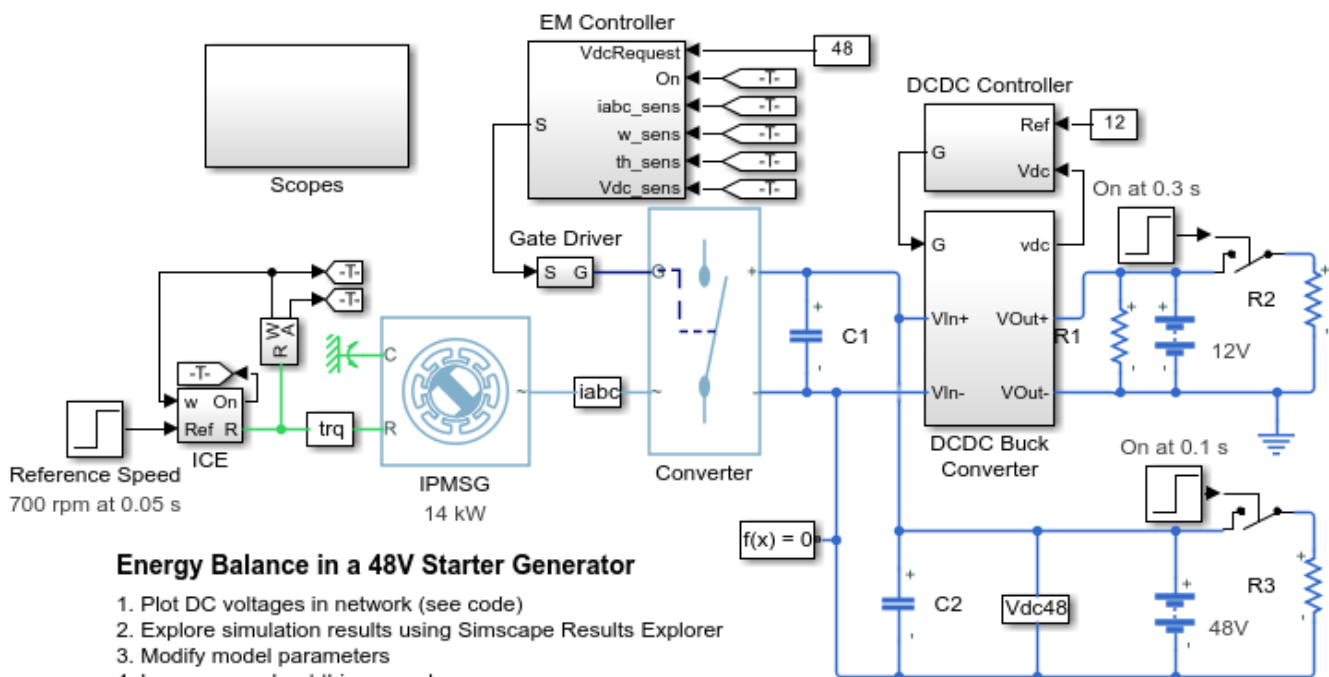 EM Controller
VdcRequest
48
On
-T-
iabc_sens
-T-
w_sens
-T-
th_sens
-T-
Vdc_sens
-T-
S
Scopes
DCDC Controller
Ref
12
G
Vdc
On at 0.3 s
Gate Driver
S G
G
+
-
~
Converter
C1
+
-
G
vdc
VIn+
VOut+
VIn-
VOut-
DCDC Buck
Converter
R1
+
-
12V
+
-
R2
+
-
-T-
-T-
W
A
R
-T-
w On
Ref R
ICE
Reference Speed
700 rpm at 0.05 s
trq
C
R
~
IPMSG
14 kW
iabc
On at 0.1 s
f(x) = 0
C2
+
-
Vdc48
+
-
48V
R3
+
-
Energy Balance in a 48V Starter Generator
1. Plot DC voltages in network (see code)
2. Explore simulation results using Simscape Results Explorer
3. Modify model parameters